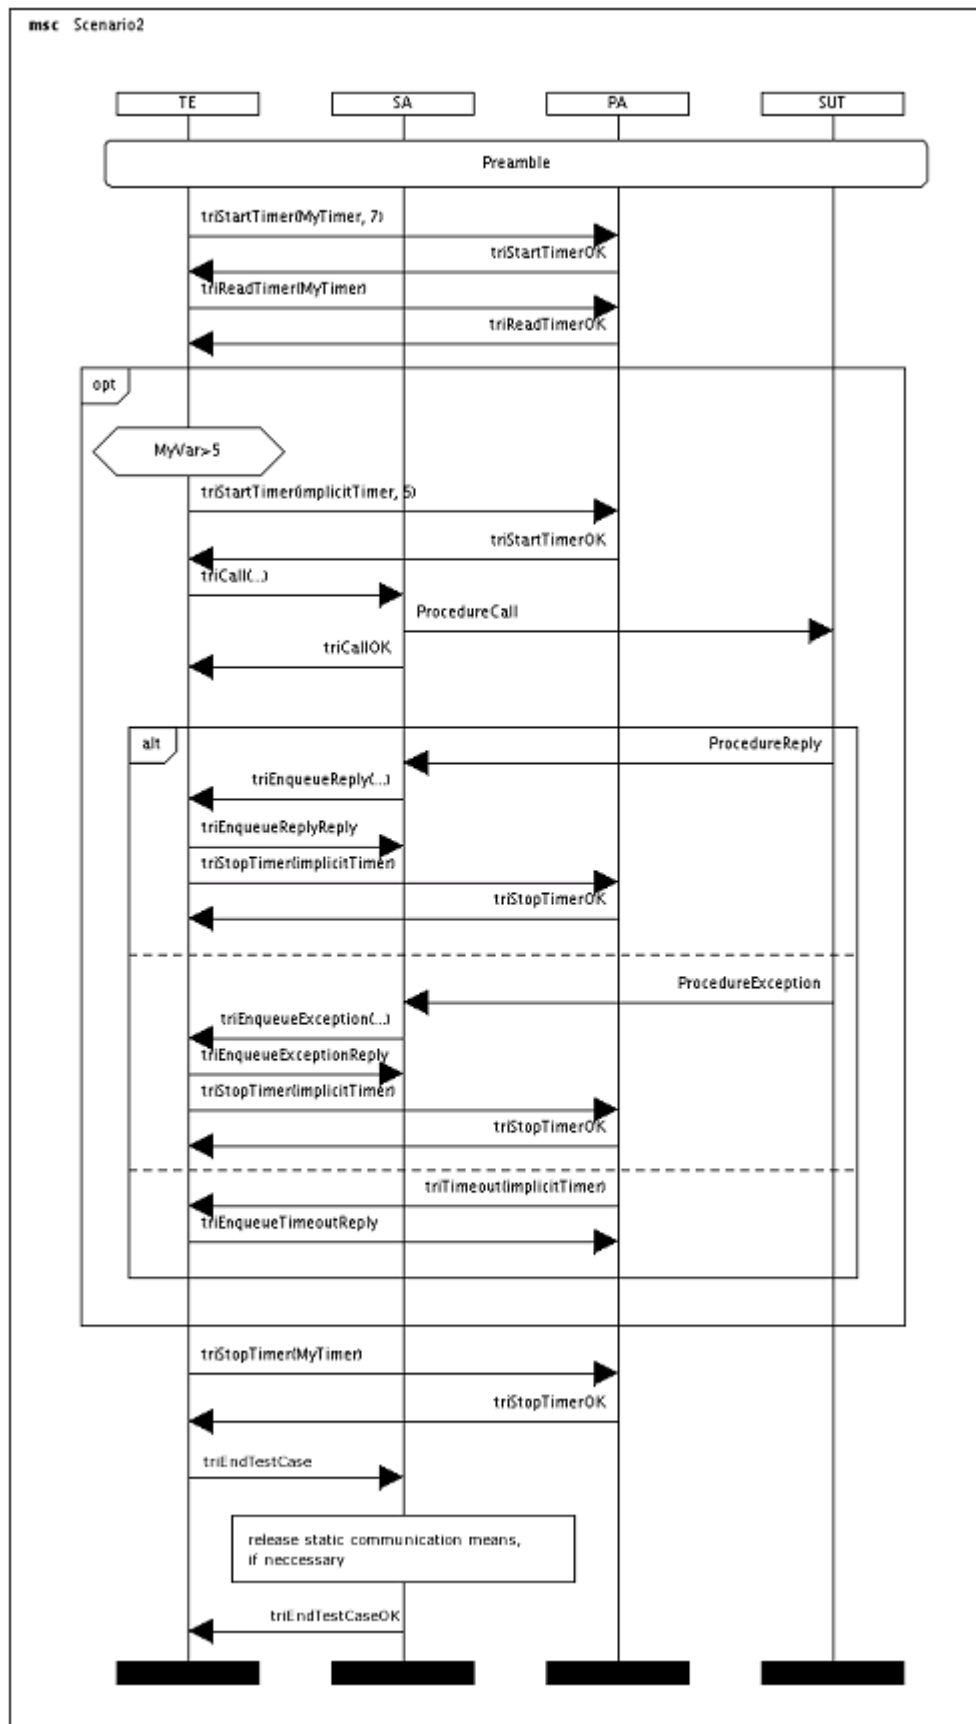 msc Scenario2
TE SA PA SUT
Preamble
triStartTimer(MyTimer, 7)
triStartTimerOK
triReadTimer(MyTimer)
triReadTimerOK
opt
MyVar>5
triStartTimer(implicitTimer, 5)
triStartTimerOK
triCall(...)
ProcedureCall
triCallOK
alt
ProcedureReply
triEnqueueReply(...)
triEnqueueReplyReply
triStopTimer(implicitTimer)
triStopTimerOK
ProcedureException
triEnqueueException(...)
triEnqueueExceptionReply
triStopTimer(implicitTimer)
triStopTimerOK
triTimeout(implicitTimer)
triEnqueueTimeoutReply
triStopTimer(MyTimer)
triStopTimerOK
triEndTestCase
release static communication means,
if neccessary
triEndTestCaseOK